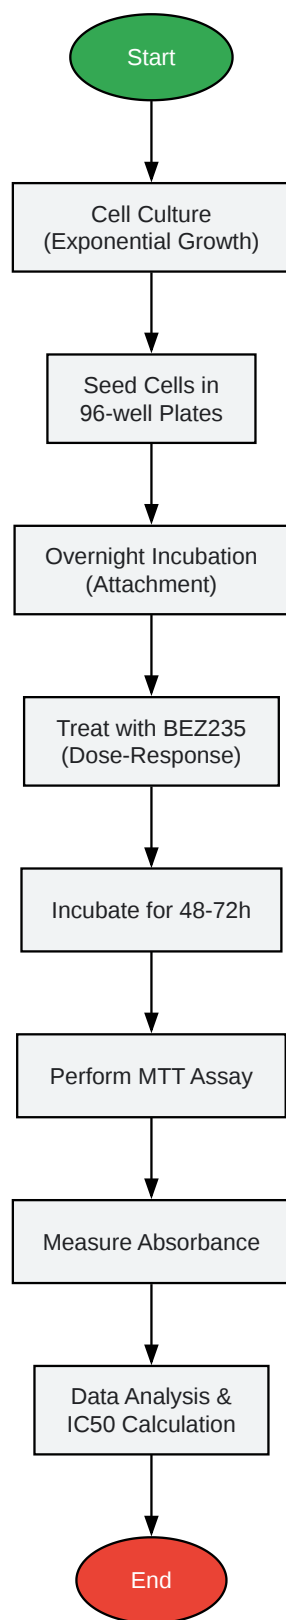 Start
Cell Culture
(Exponential Growth)
Seed Cells in
96-well Plates
Overnight Incubation
(Attachment)
Treat with BEZ235
(Dose-Response)
Incubate for 48-72h
Perform MTT Assay
Measure Absorbance
Data Analysis &
IC50 Calculation
End